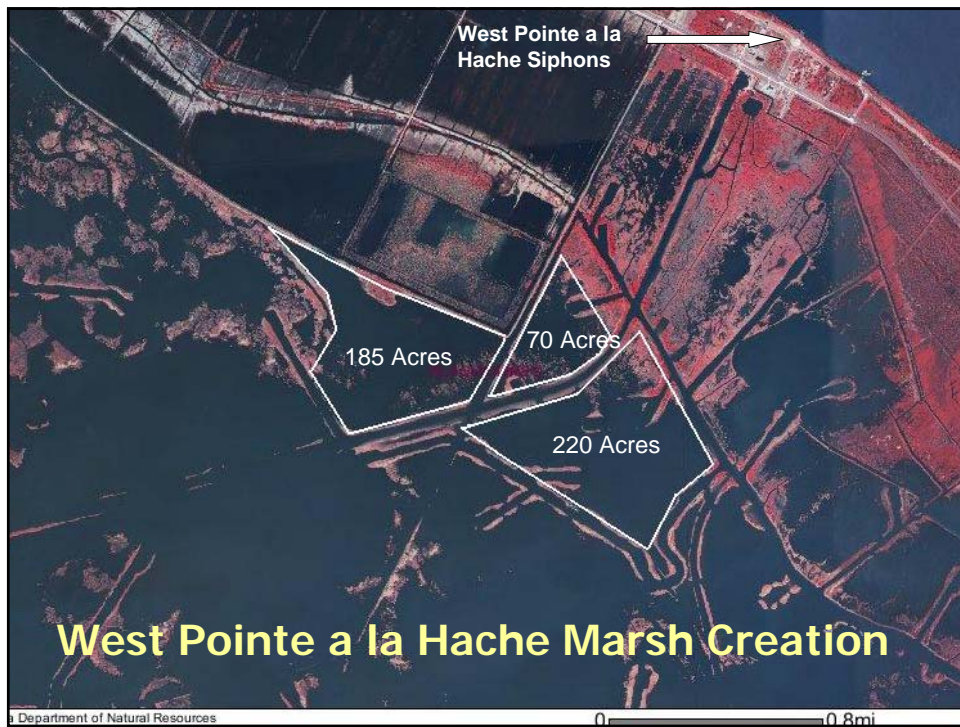 West Pointe a la
Hache Siphons
185 Acres
70 Acres
220 Acres
West Pointe a la Hache Marsh Creation
a Department of Natural Resources
0 0.8mi